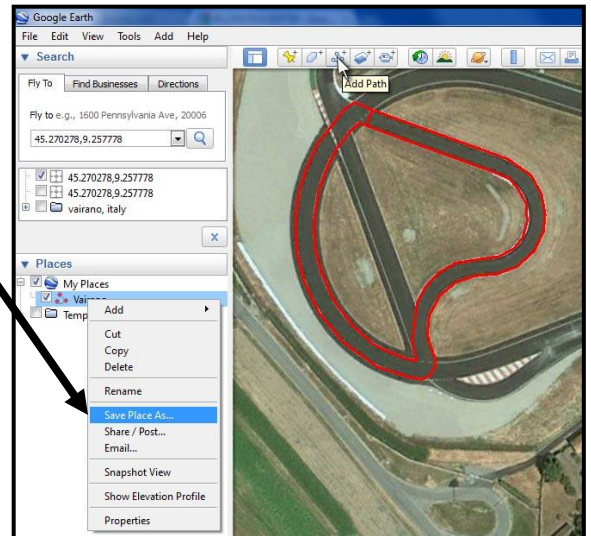 Google Earth
File Edit View Tools Add Help
Search
Add Path
Fly To Find Businesses Directions
Fly to e.g., 1600 Pennsylvania Ave, 20006
45.270278,9.257778
45.270278,9.257778
45.270278,9.257778
vairano, italy
x
Places
My Places
Vairano
Temp
Add
Cut
Copy
Delete
Rename
Save Place As...
Share / Post...
Email...
Snapshot View
Show Elevation Profile
Properties